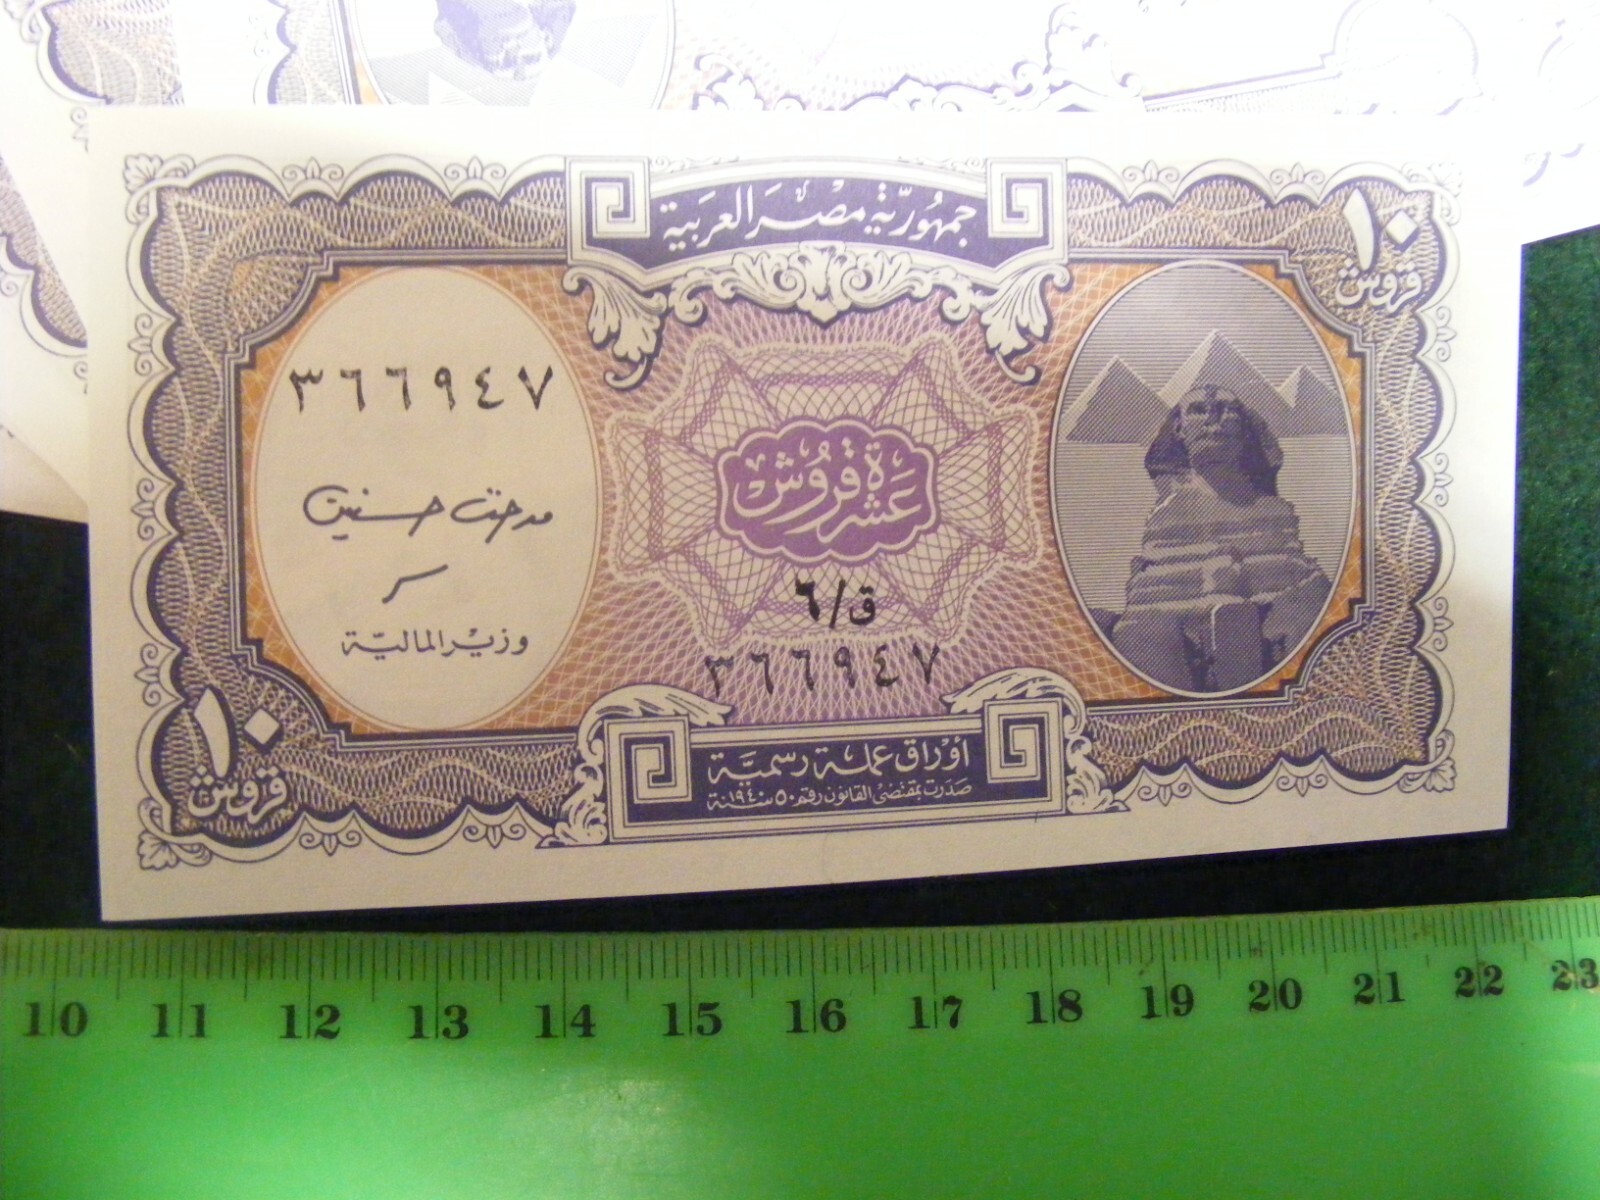 جمهورية مصر العربية
١٠
قروش
٣٦٦٩٤٧
عشرة قروش
مدحت حسنين
وزير المالية
ق/٦
٣٦٦٩٤٧
١٠
قروش
أوراق عملة رسمية
صدرت بمقتضى القانون رقم ٥٠ سنة ١٩٤٠
10 11 12 13 14 15 16 17 18 19 20 21 22 23